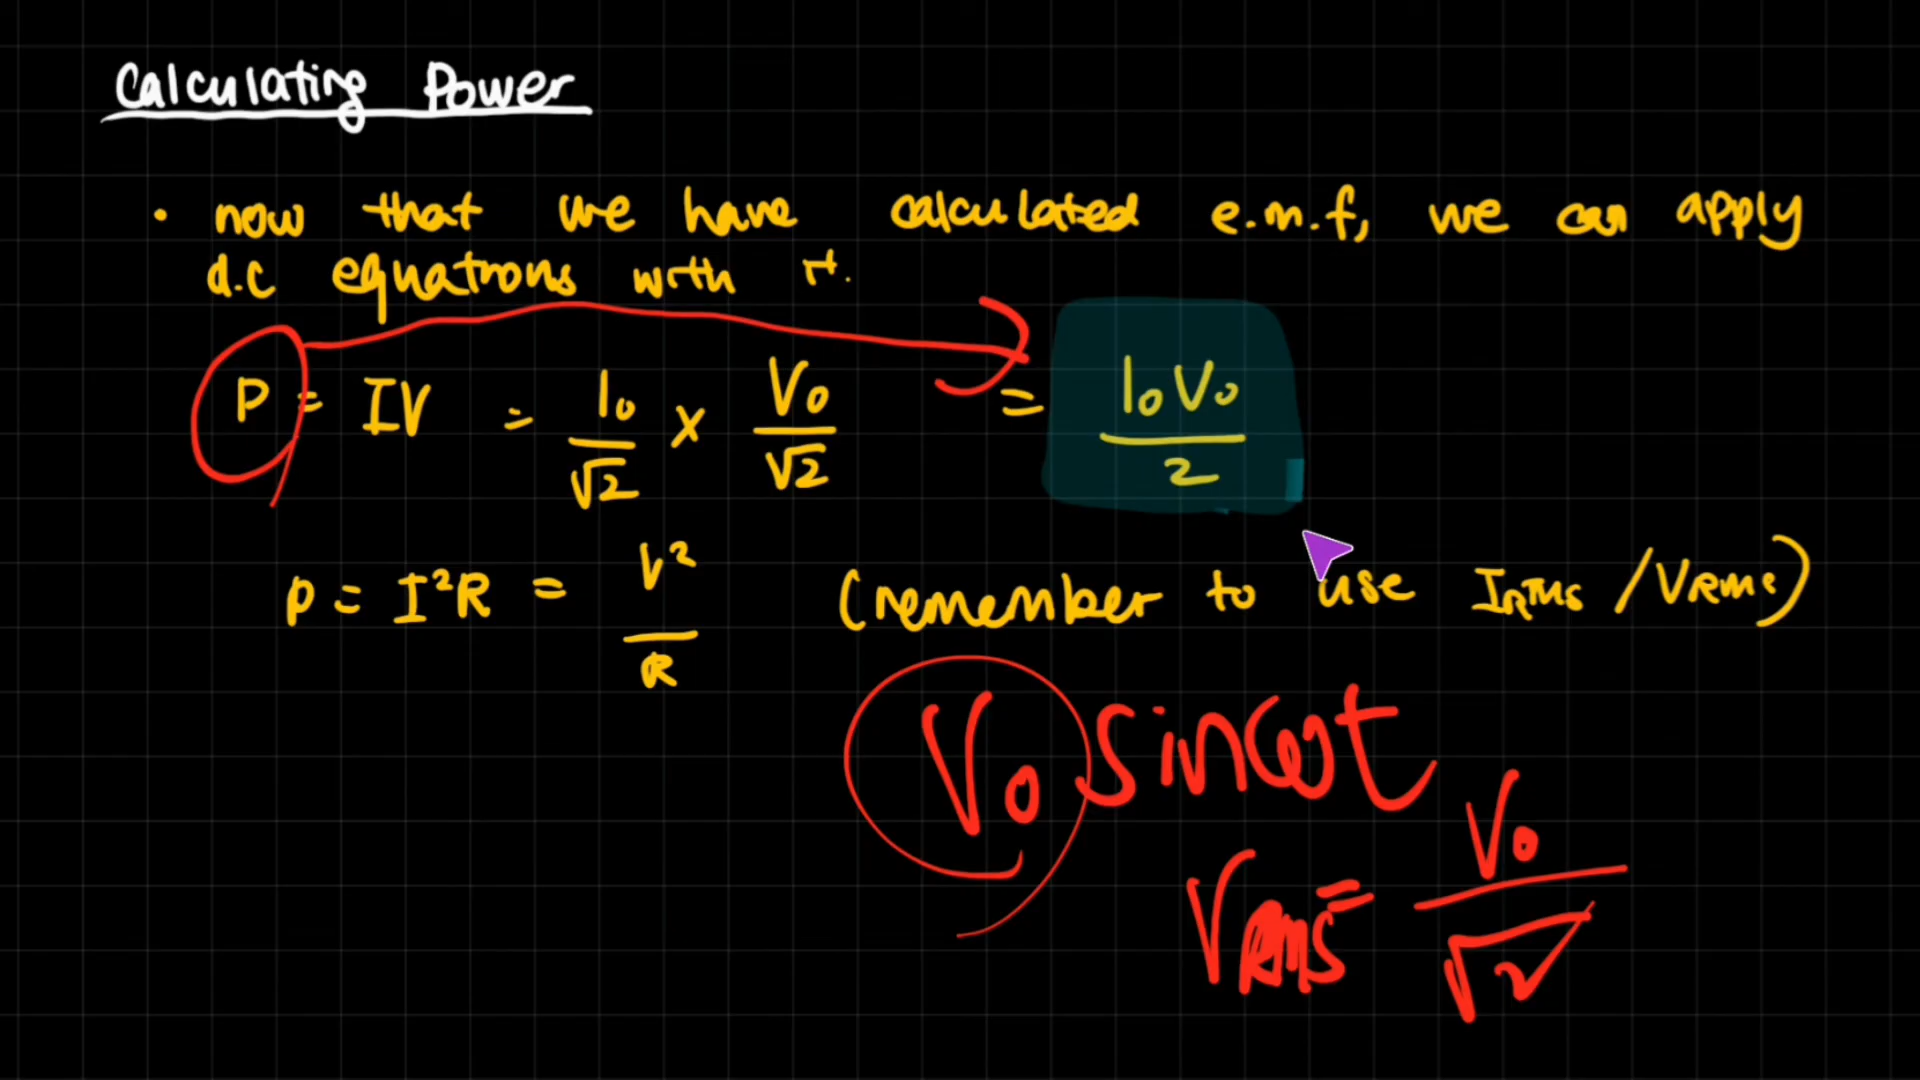 Calculating Power
• now that we have calculated e.m.f, we can apply
d.c equations with it.
P = IV = I₀/√2 × V₀/√2 = I₀V₀/2
P = I²R = V²/R (remember to use IRMS / VRMS)
V₀ sinωt
VRMS = V₀/√2